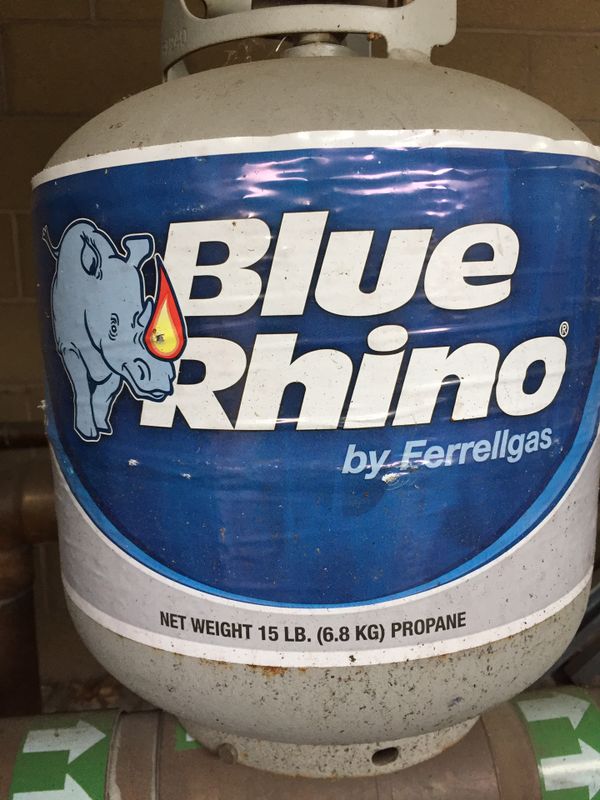 Blue
Rhino®
by Ferrellgas
NET WEIGHT 15 LB. (6.8 KG) PROPANE